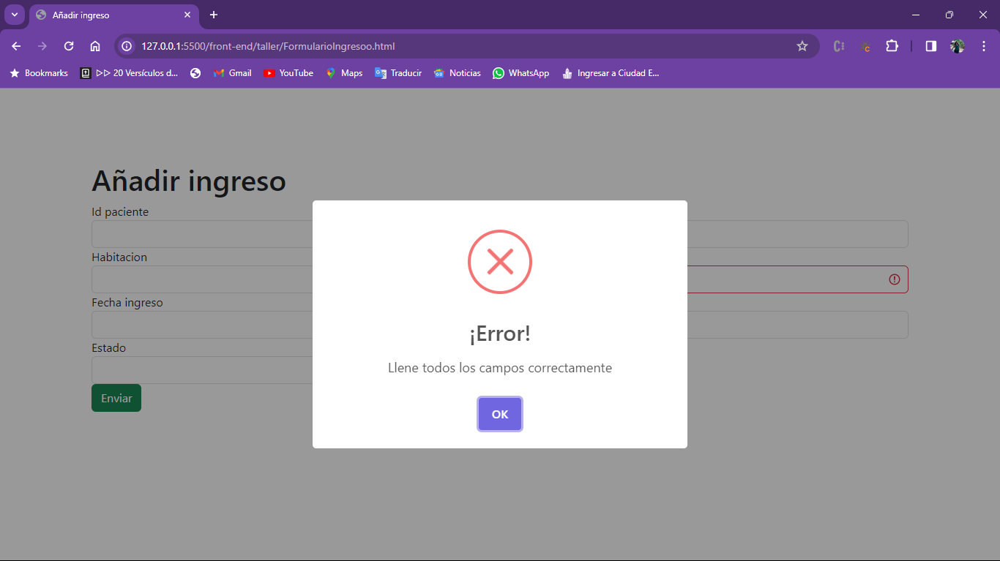 Añadir ingreso
127.0.0.1:5500/front-end/taller/FormularioIngresoo.html
Bookmarks ▷▷ 20 Versículos d... Gmail YouTube Maps Traducir Noticias WhatsApp Ingresar a Ciudad E...
Añadir ingreso
Id paciente
Habitacion
Fecha ingreso
Estado
Enviar
¡Error!
Llene todos los campos correctamente
OK